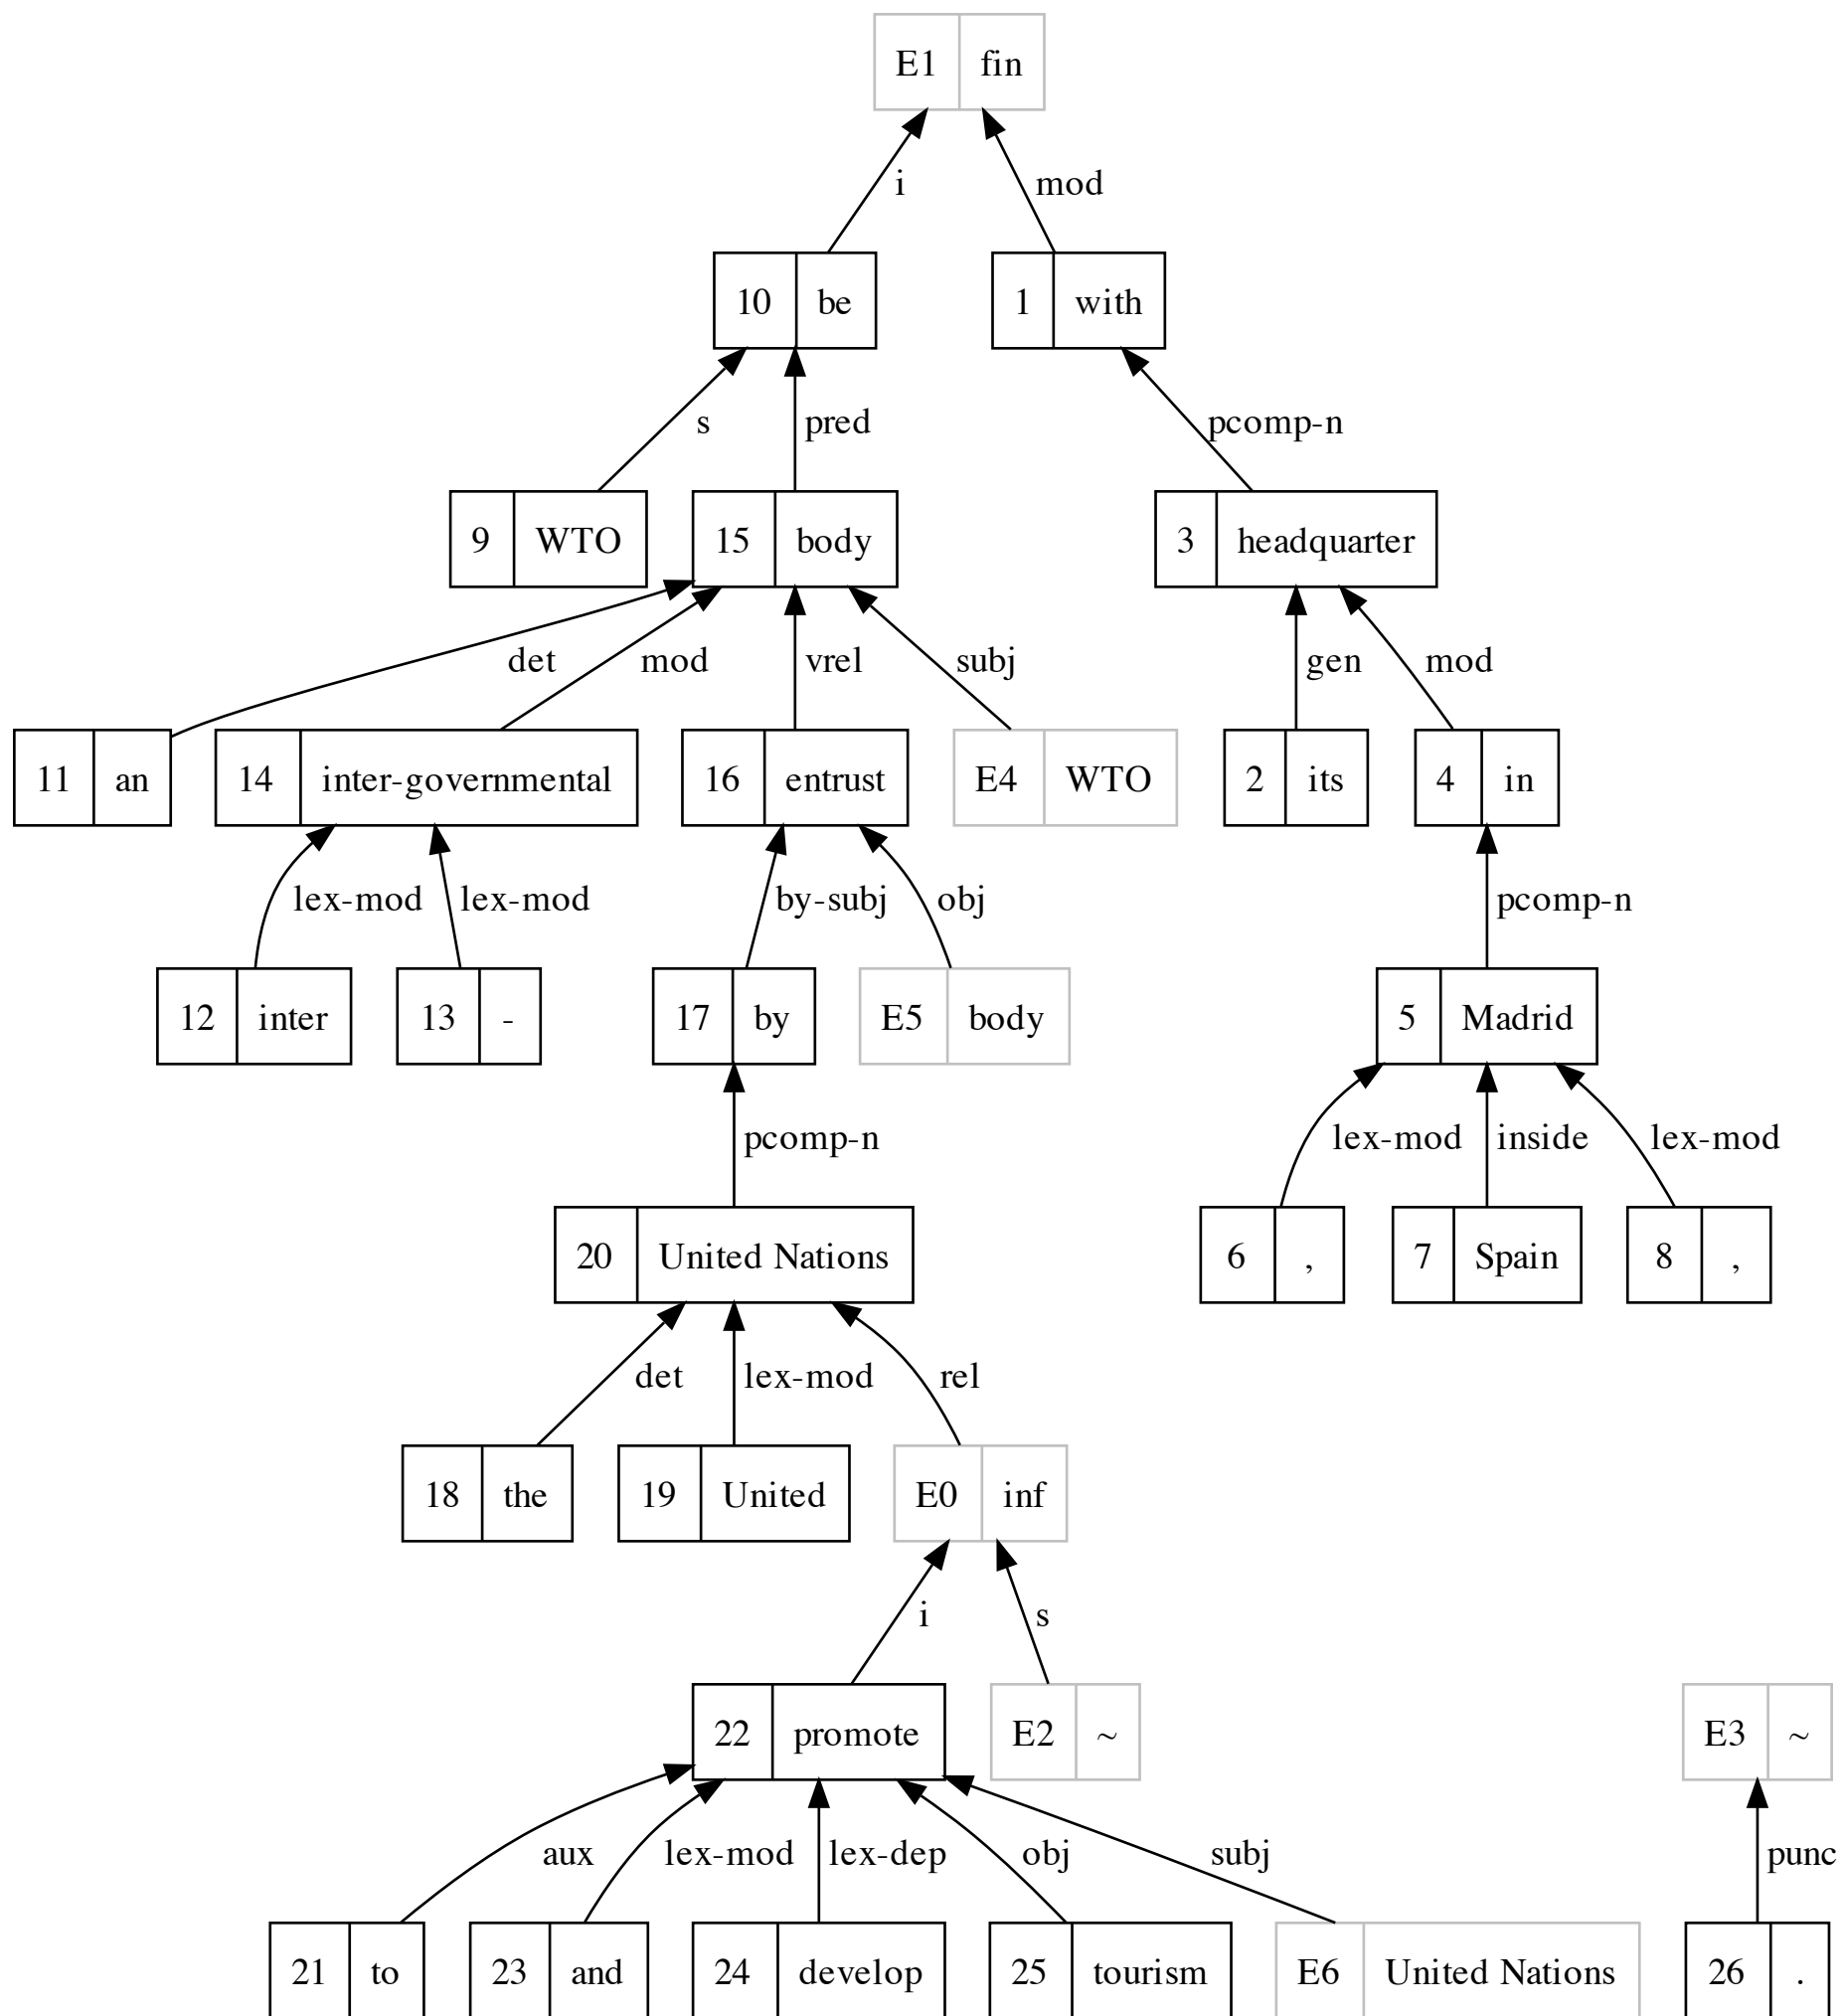 E1 fin
i mod
10 be 1 with
s pred pcomp-n
9 WTO 15 body 3 headquarter
det mod vrel subj gen mod
11 an 14 inter-governmental 16 entrust E4 WTO 2 its 4 in
lex-mod lex-mod by-subj obj pcomp-n
12 inter 13 - 17 by E5 body 5 Madrid
pcomp-n lex-mod inside lex-mod
20 United Nations 6 , 7 Spain 8 ,
det lex-mod rel
18 the 19 United E0 inf
i s
22 promote E2 ~ E3 ~
aux lex-mod lex-dep obj subj punc
21 to 23 and 24 develop 25 tourism E6 United Nations 26 .